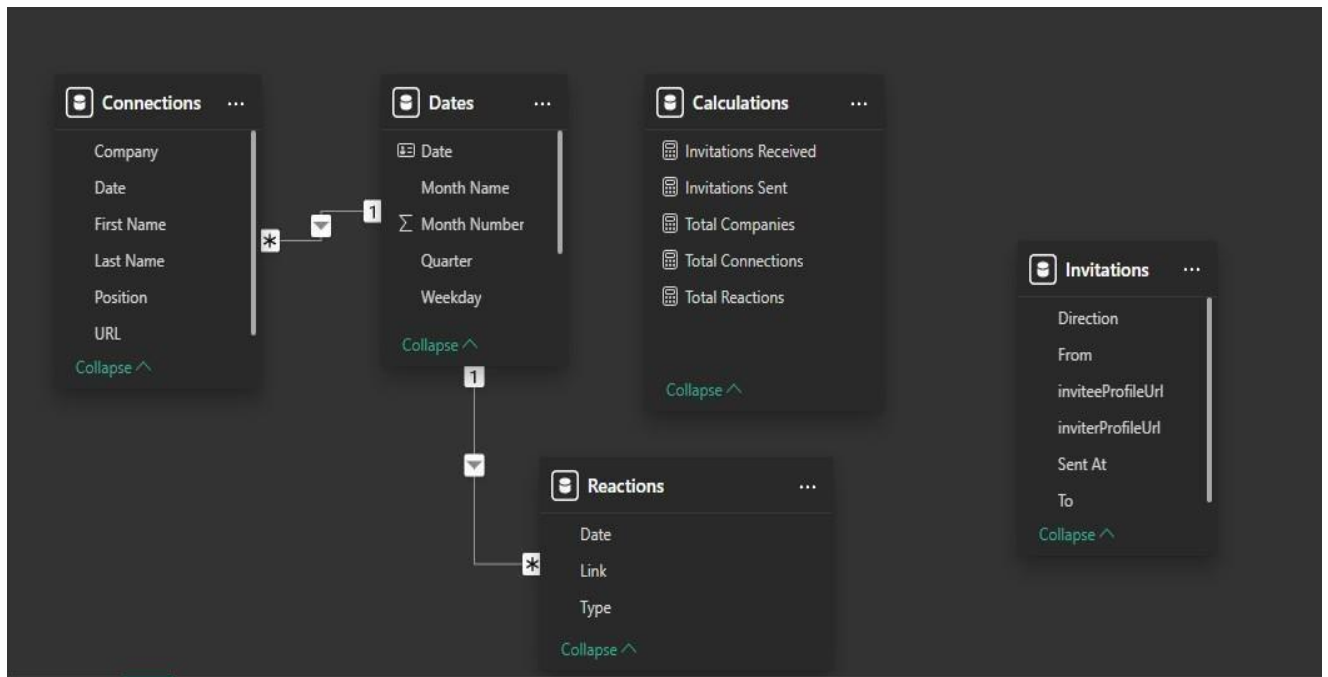 Connections ...
Company
Date
First Name
Last Name
Position
URL
Collapse
*
1
Dates ...
Date
Month Name
Σ Month Number
Quarter
Weekday
Collapse
1
*
Calculations ...
Invitations Received
Invitations Sent
Total Companies
Total Connections
Total Reactions
Collapse
Reactions ...
Date
Link
Type
Collapse
Invitations ...
Direction
From
inviteeProfileUrl
inviterProfileUrl
Sent At
To
Collapse